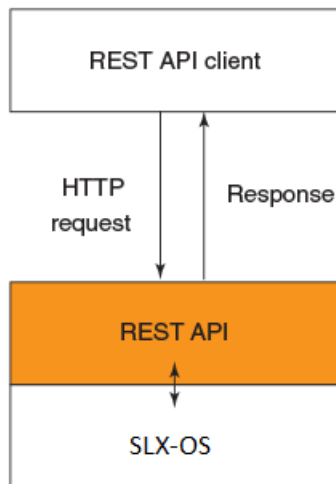 REST API client
HTTP
request
Response
REST API
SLX-OS